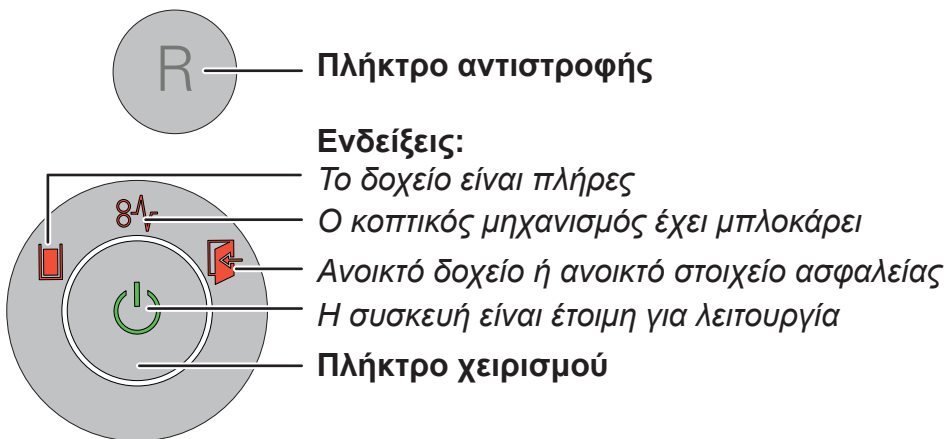 R
Πλήκτρο αντιστροφής
Ενδείξεις:
Το δοχείο είναι πλήρες
Ο κοπτικός μηχανισμός έχει μπλοκάρει
Ανοικτό δοχείο ή ανοικτό στοιχείο ασφαλείας
Η συσκευή είναι έτοιμη για λειτουργία
Πλήκτρο χειρισμού